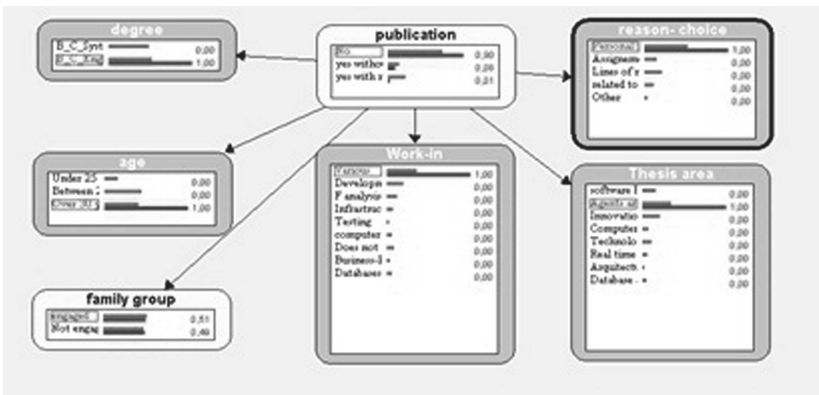 degree
B_C_Syst 0,00
B_C_Eng 1,00
publication
No 0,90
yes withou 0,08
yes with r 0,01
reason- choice
Personal 1,00
Assignem 0,00
Lines of r 0,00
related to 0,00
Other 0,00
age
Under 25 0,00
Between 2 0,00
Over 30 1,00
Work-in
Various 1,00
Developm 0,00
F analysis 0,00
Infrastruc 0,00
Testing 0,00
computer 0,00
Does not 0,00
Business-I 0,00
Databases 0,00
Thesis area
software I 0,00
Agents a 1,00
Innovatio 0,00
Computer 0,00
Technolo 0,00
Real time 0,00
Arquitect 0,00
Database 0,00
family group
engaged 0,51
Not engag 0,49